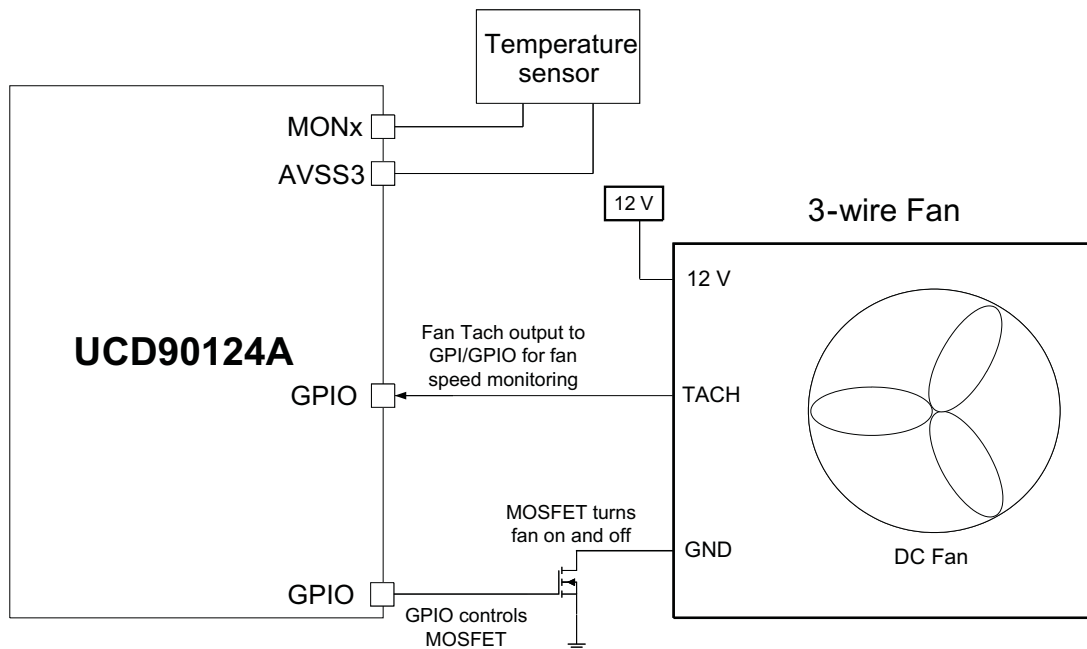 Temperature
sensor
MONx
AVSS3
12 V
3-wire Fan
12 V
Fan Tach output to
GPI/GPIO for fan
speed monitoring
UCD90124A
GPIO
TACH
MOSFET turns
fan on and off
GND
DC Fan
GPIO
GPIO controls
MOSFET